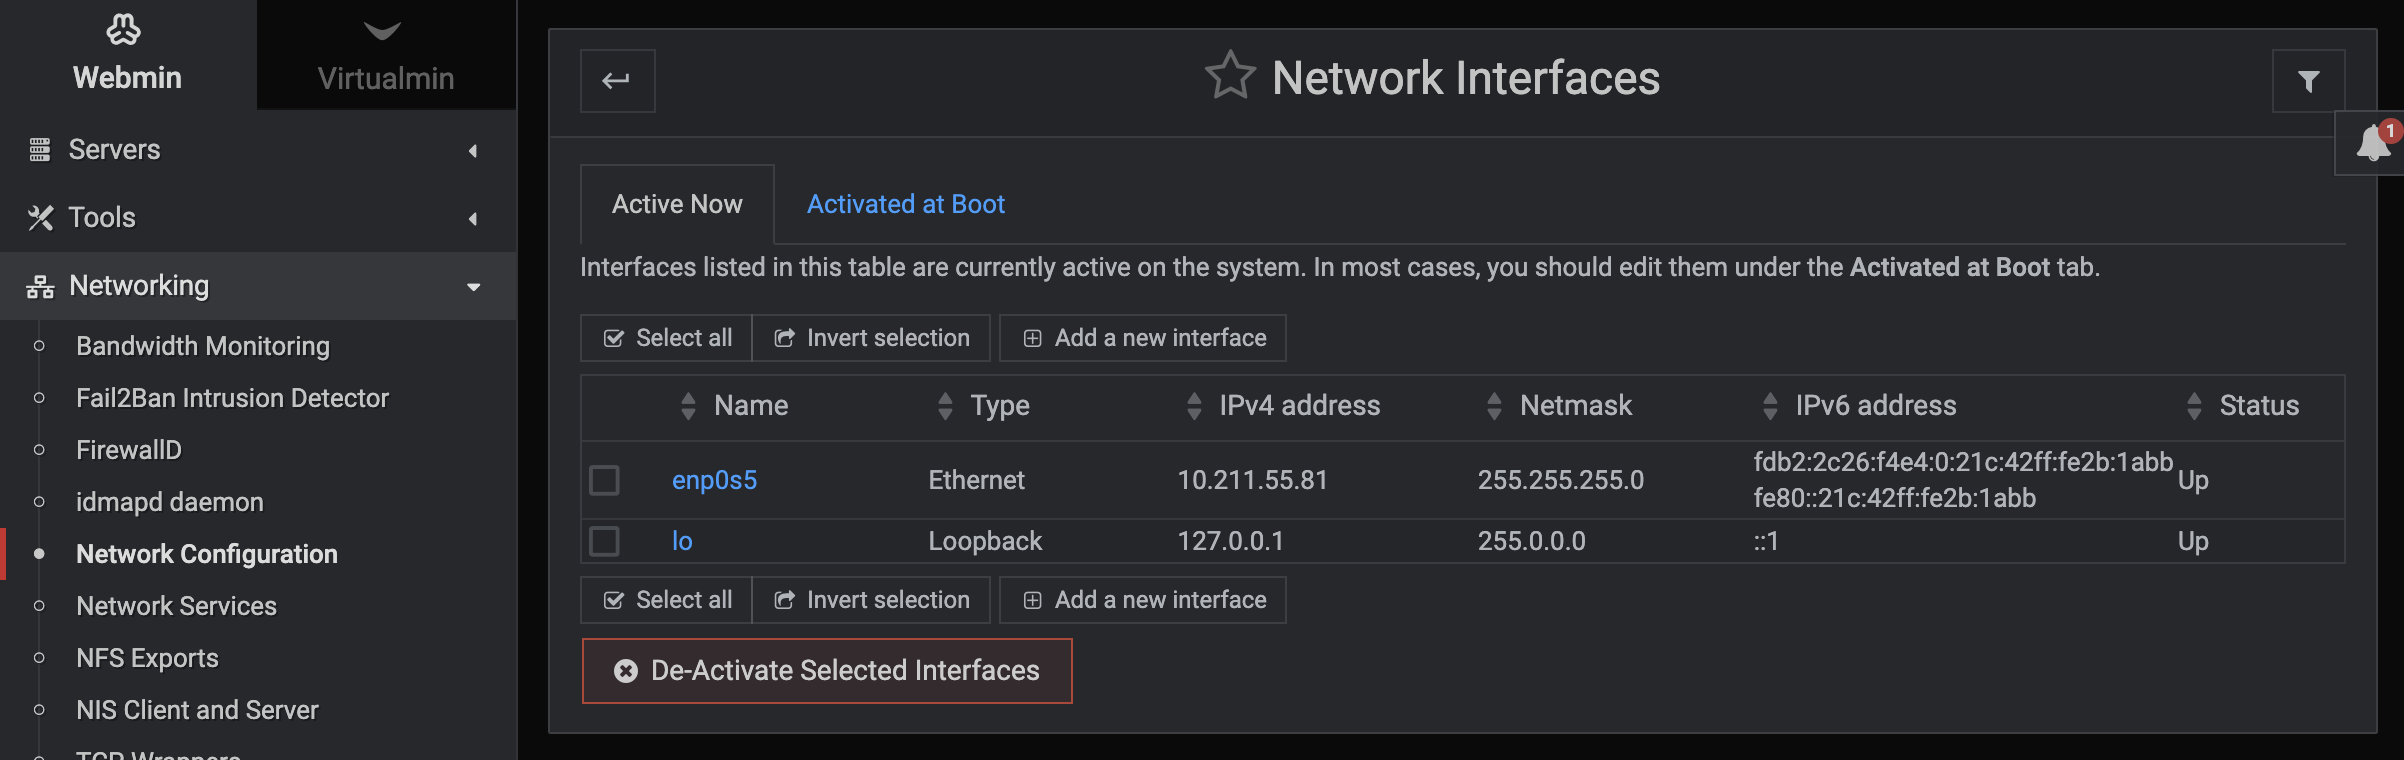 Webmin
Virtualmin
Servers
Tools
Networking
Bandwidth Monitoring
Fail2Ban Intrusion Detector
FirewallD
idmapd daemon
Network Configuration
Network Services
NFS Exports
NIS Client and Server
TCP Wrappers
Network Interfaces
1
Active Now
Activated at Boot
Interfaces listed in this table are currently active on the system. In most cases, you should edit them under the Activated at Boot tab.
Select all Invert selection Add a new interface
Name Type IPv4 address Netmask IPv6 address Status
enp0s5 Ethernet 10.211.55.81 255.255.255.0 fdb2:2c26:f4e4:0:21c:42ff:fe2b:1abb Up
fe80::21c:42ff:fe2b:1abb
lo Loopback 127.0.0.1 255.0.0.0 ::1 Up
Select all Invert selection Add a new interface
De-Activate Selected Interfaces